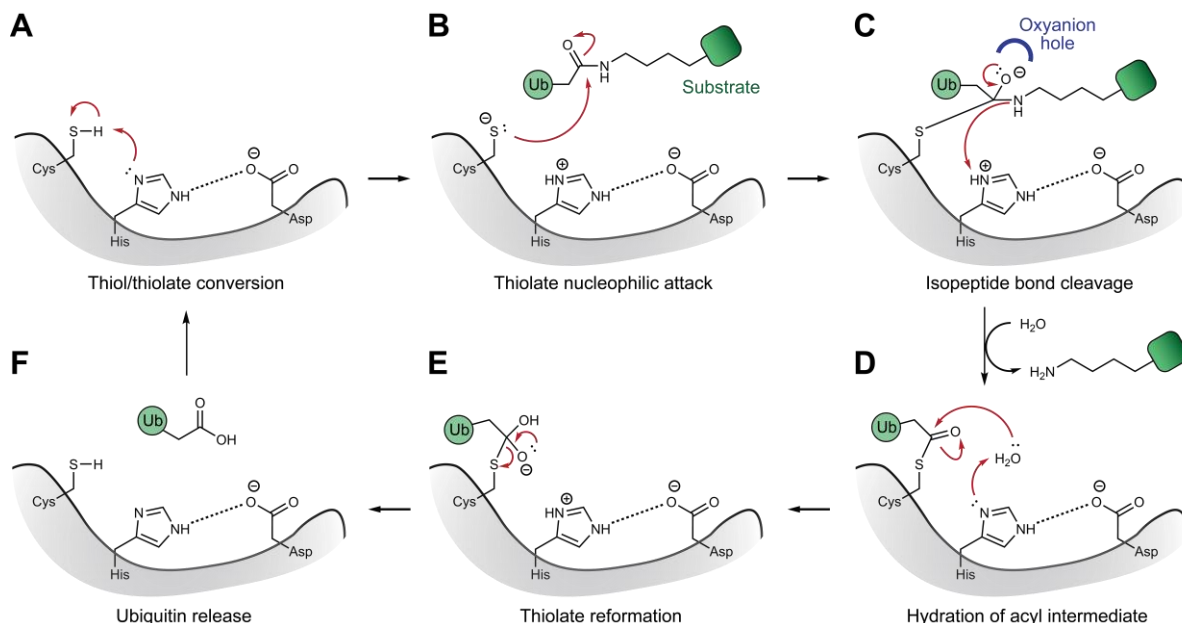 A
S
H
Cys
N
NH
O
O
His
Asp
Thiol/thiolate conversion
B
O
Ub
N
H
Substrate
S
Cys
HN
NH
O
O
His
Asp
Thiolate nucleophilic attack
C
Oxyanion
hole
Ub
O
N
H
S
Cys
HN
NH
O
O
His
Asp
Isopeptide bond cleavage
H₂O
H₂N
D
Ub
O
S
H₂O
Cys
N
NH
O
O
His
Asp
Hydration of acyl intermediate
E
Ub
OH
O
S
Cys
HN
NH
O
O
His
Asp
Thiolate reformation
F
Ub
O
OH
S
H
Cys
N
NH
O
O
His
Asp
Ubiquitin release